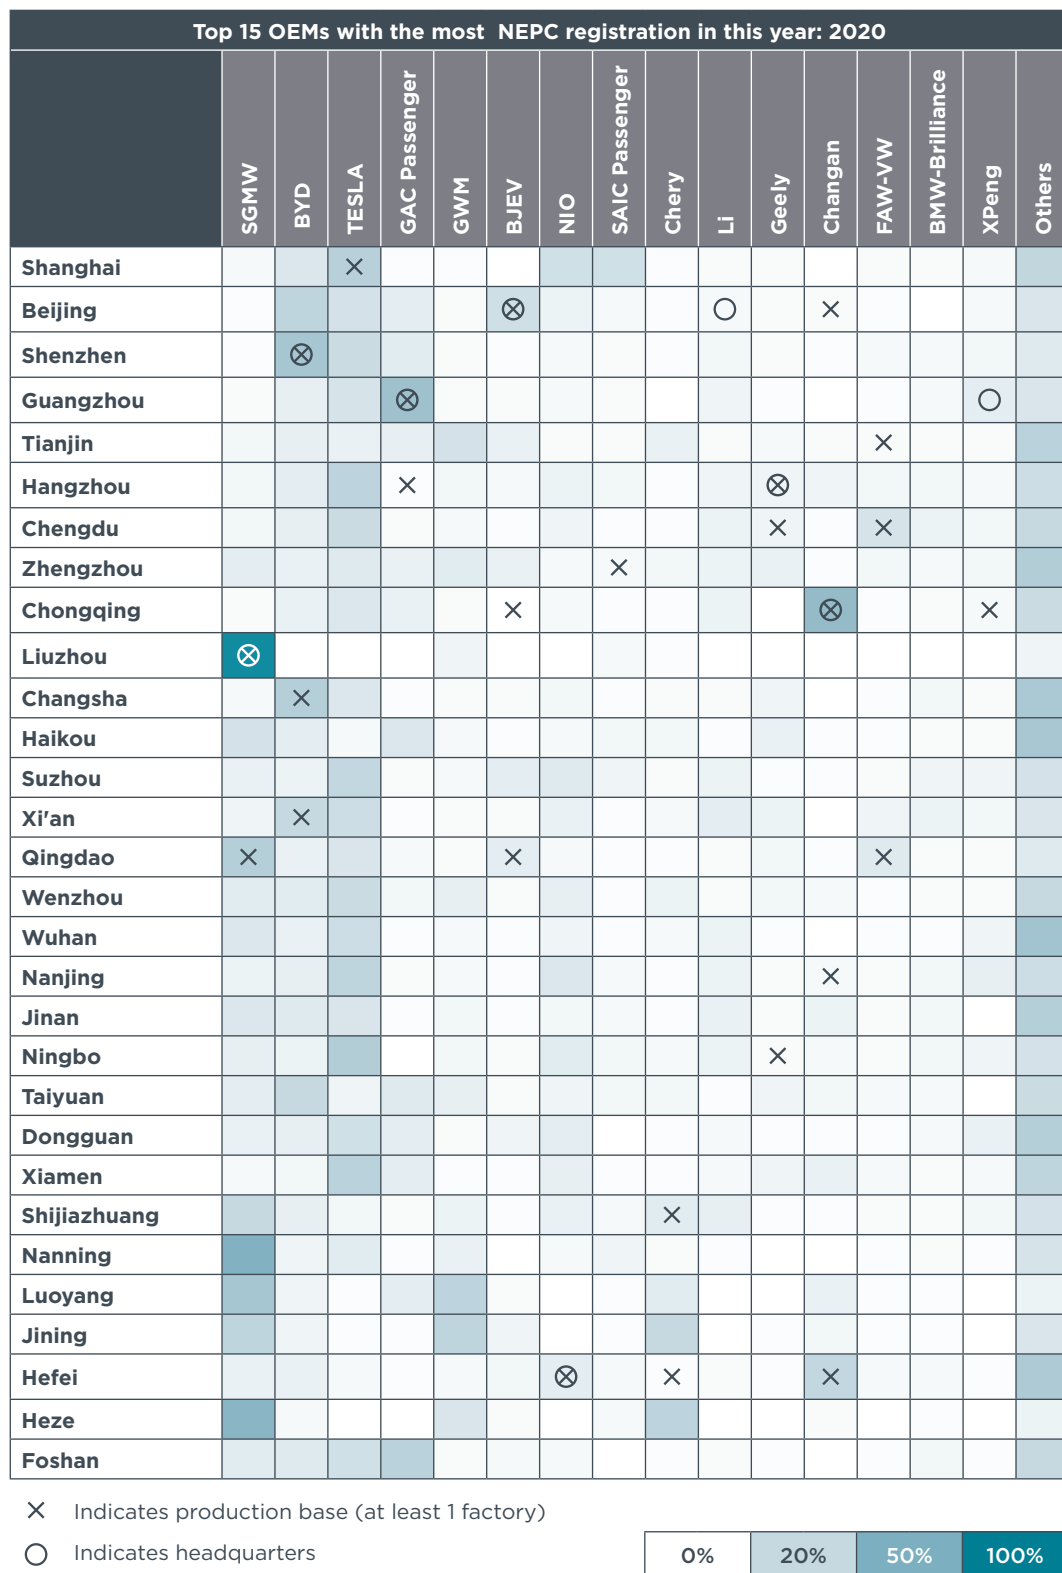 Top 15 OEMs with the most NEPC registration in this year: 2020
SGMW
BYD
TESLA
GAC Passenger
GWM
BJEV
NIO
SAIC Passenger
Chery
Li
Geely
Changan
FAW-VW
BMW-Brilliance
XPeng
Others
Shanghai
Beijing
Shenzhen
Guangzhou
Tianjin
Hangzhou
Chengdu
Zhengzhou
Chongqing
Liuzhou
Changsha
Haikou
Suzhou
Xi'an
Qingdao
Wenzhou
Wuhan
Nanjing
Jinan
Ningbo
Taiyuan
Dongguan
Xiamen
Shijiazhuang
Nanning
Luoyang
Jining
Hefei
Heze
Foshan
Indicates production base (at least 1 factory)
Indicates headquarters
0% 20% 50% 100%